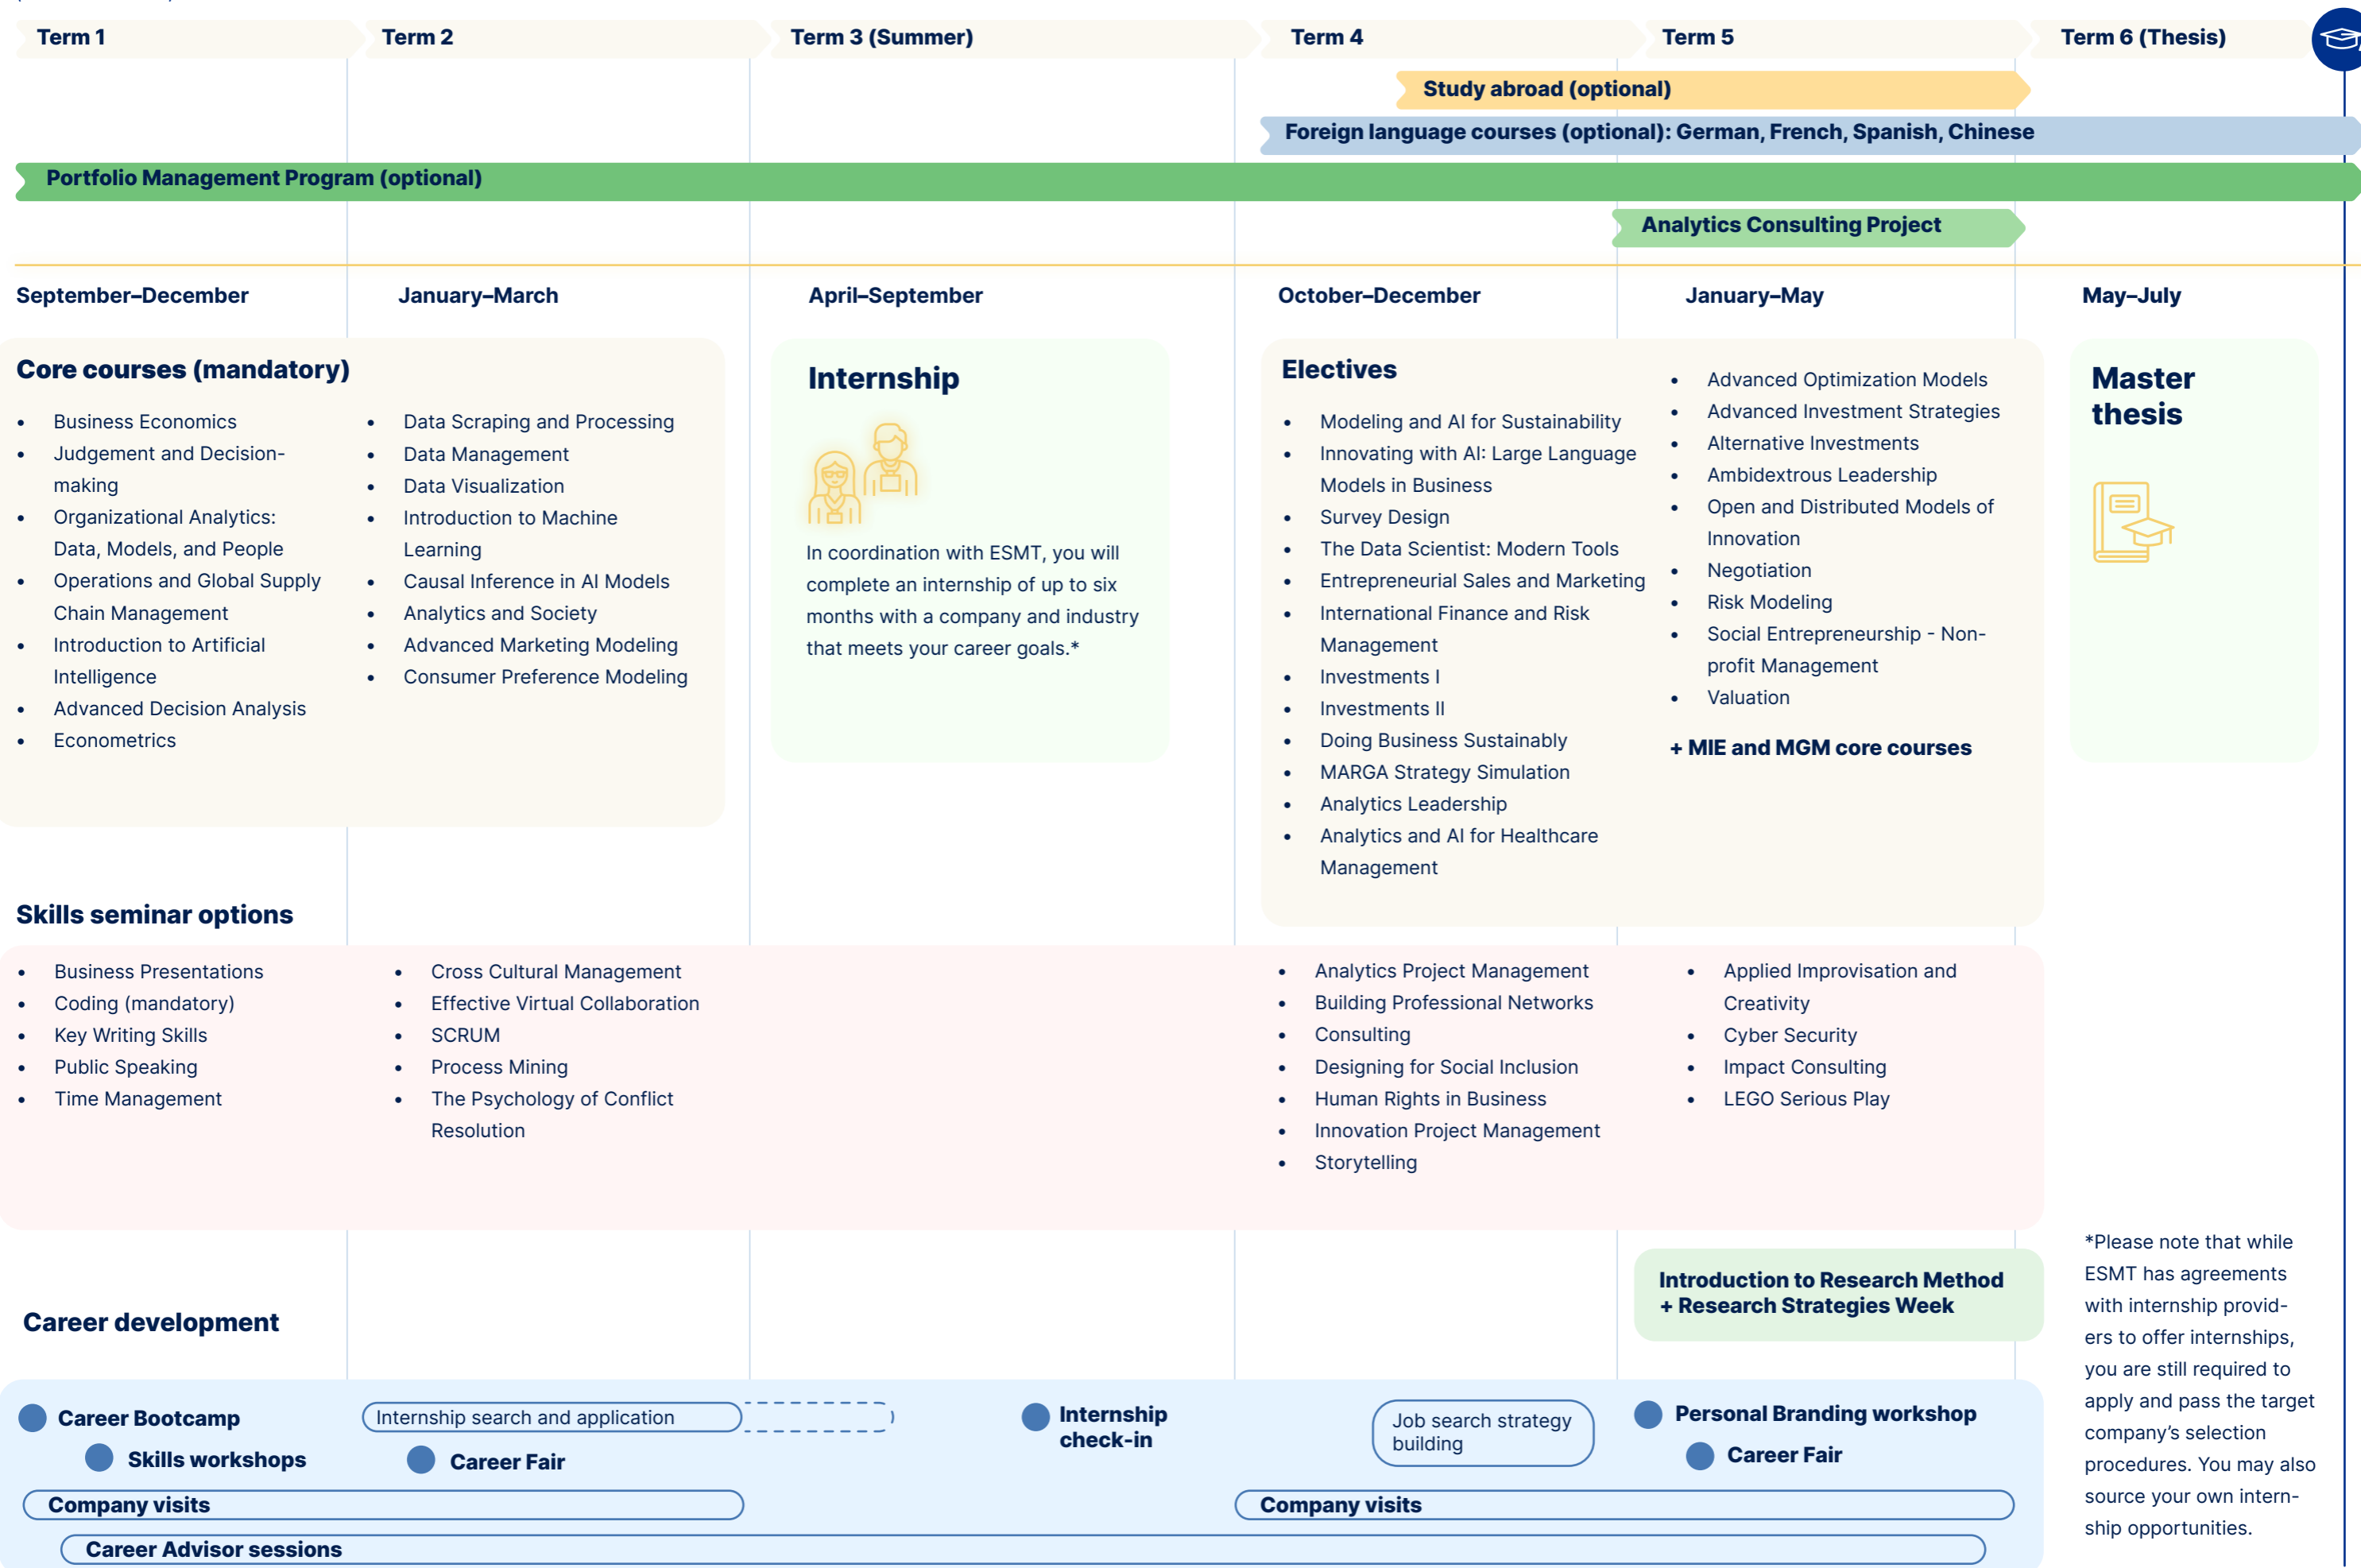 Term 1
Term 2
Term 3 (Summer)
Term 4
Term 5
Term 6 (Thesis)
Study abroad (optional)
Foreign language courses (optional): German, French, Spanish, Chinese
Portfolio Management Program (optional)
Analytics Consulting Project
September–December
January–March
April–September
October–December
January–May
May–July
Core courses (mandatory)
• Business Economics
• Judgement and Decision-
making
• Organizational Analytics:
Data, Models, and People
• Operations and Global Supply
Chain Management
• Introduction to Artificial
Intelligence
• Advanced Decision Analysis
• Econometrics
• Data Scraping and Processing
• Data Management
• Data Visualization
• Introduction to Machine
Learning
• Causal Inference in AI Models
• Analytics and Society
• Advanced Marketing Modeling
• Consumer Preference Modeling
Internship
In coordination with ESMT, you will
complete an internship of up to six
months with a company and industry
that meets your career goals.*
Electives
• Modeling and AI for Sustainability
• Innovating with AI: Large Language
Models in Business
• Survey Design
• The Data Scientist: Modern Tools
• Entrepreneurial Sales and Marketing
• International Finance and Risk
Management
• Investments I
• Investments II
• Doing Business Sustainably
• MARGA Strategy Simulation
• Analytics Leadership
• Analytics and AI for Healthcare
Management
• Advanced Optimization Models
• Advanced Investment Strategies
• Alternative Investments
• Ambidextrous Leadership
• Open and Distributed Models of
Innovation
• Negotiation
• Risk Modeling
• Social Entrepreneurship - Non-
profit Management
• Valuation
+ MIE and MGM core courses
Master
thesis
Skills seminar options
• Business Presentations
• Coding (mandatory)
• Key Writing Skills
• Public Speaking
• Time Management
• Cross Cultural Management
• Effective Virtual Collaboration
• SCRUM
• Process Mining
• The Psychology of Conflict
Resolution
• Analytics Project Management
• Building Professional Networks
• Consulting
• Designing for Social Inclusion
• Human Rights in Business
• Innovation Project Management
• Storytelling
• Applied Improvisation and
Creativity
• Cyber Security
• Impact Consulting
• LEGO Serious Play
Introduction to Research Method
+ Research Strategies Week
Career development
Career Bootcamp
Skills workshops
Internship search and application
Career Fair
Internship
check-in
Job search strategy
building
Personal Branding workshop
Career Fair
Company visits
Company visits
Career Advisor sessions
*Please note that while
ESMT has agreements
with internship provid-
ers to offer internships,
you are still required to
apply and pass the target
company’s selection
procedures. You may also
source your own intern-
ship opportunities.